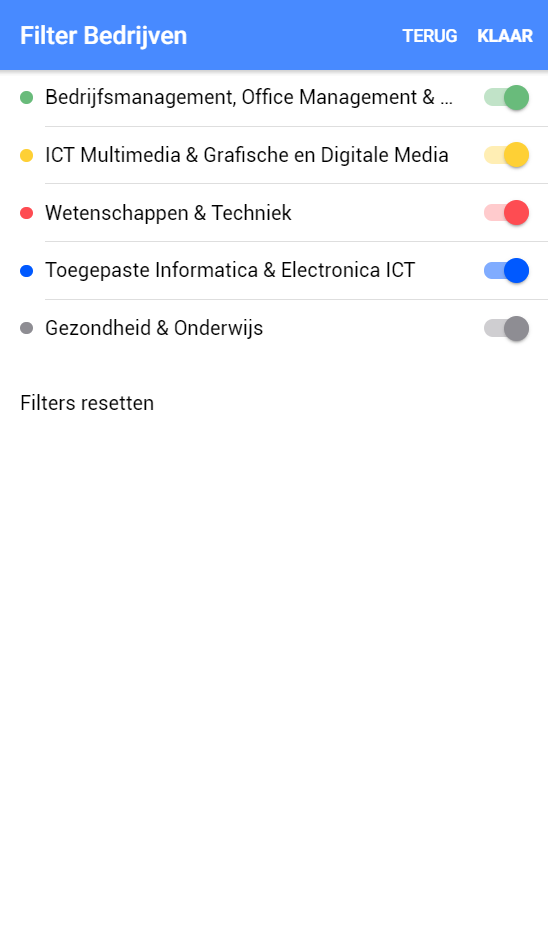 Filter Bedrijven TERUG KLAAR
Bedrijfsmanagement, Office Management & ...
ICT Multimedia & Grafische en Digitale Media
Wetenschappen & Techniek
Toegepaste Informatica & Electronica ICT
Gezondheid & Onderwijs
Filters resetten